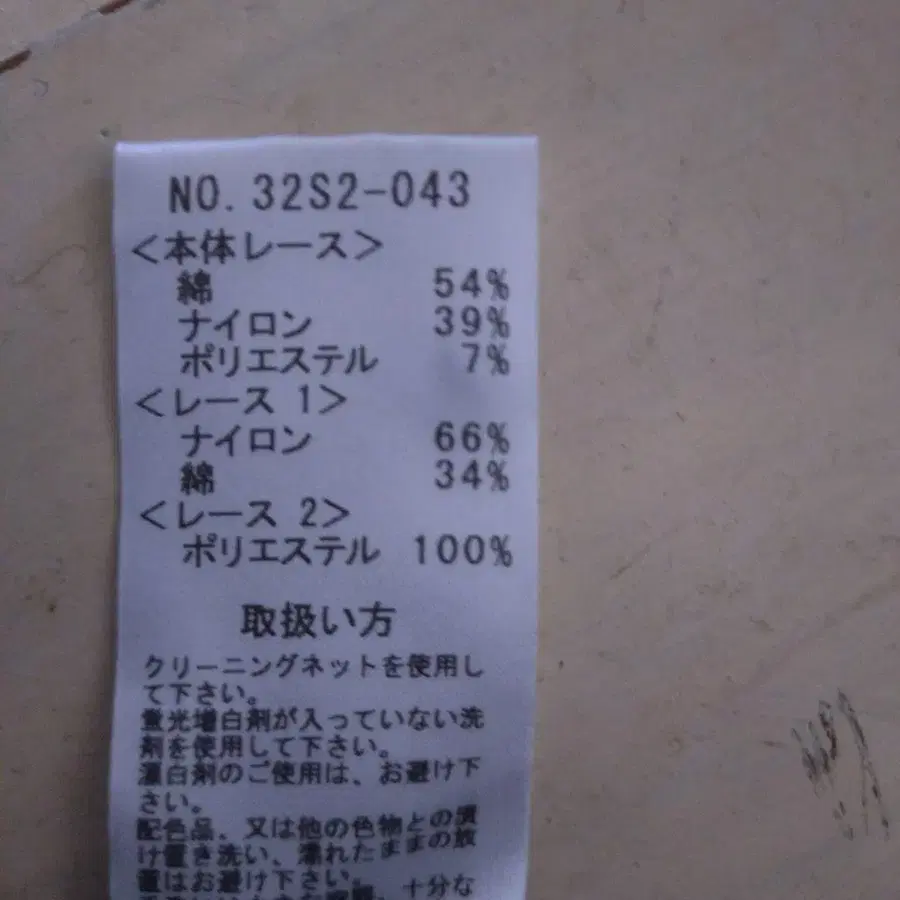 NO. 32S2-043
<本体レース>
綿 54%
ナイロン 39%
ポリエステル 7%
<レース 1>
ナイロン 66%
綿 34%
<レース 2>
ポリエステル 100%
取扱い方
クリーニングネットを使用し
て下さい。
蛍光増白剤が入っていない洗
剤を使用して下さい。
漂白剤のご使用は、お避け下
さい。
配色品、又は他の色物との漬
け置き洗い、濡れたままの放
置はお避け下さい。
十分な